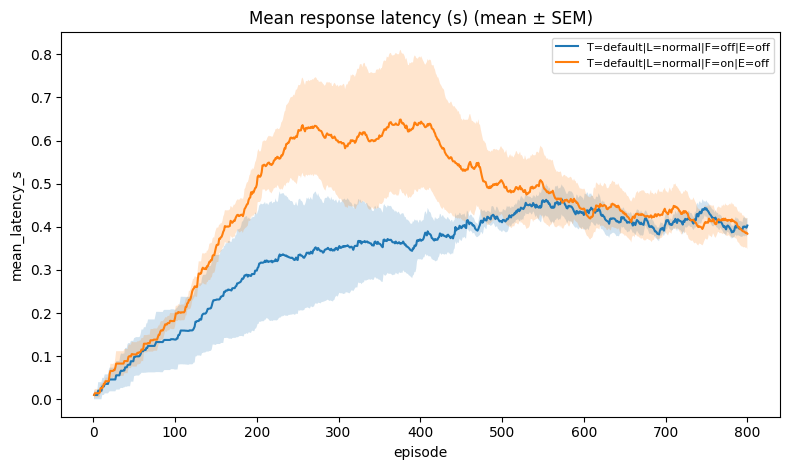 Mean response latency (s) (mean ± SEM)
T=default|L=normal|F=off|E=off
T=default|L=normal|F=on|E=off
mean_latency_s
0.8
0.7
0.6
0.5
0.4
0.3
0.2
0.1
0.0
0 100 200 300 400 500 600 700 800
episode